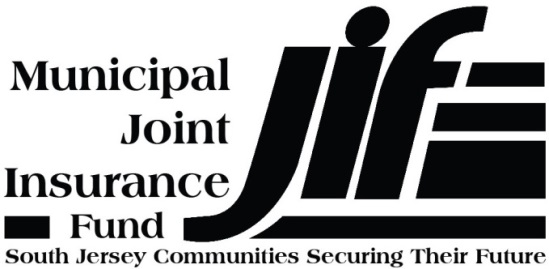 Municipal
Joint
Insurance
Fund
jif
South Jersey Communities Securing Their Future